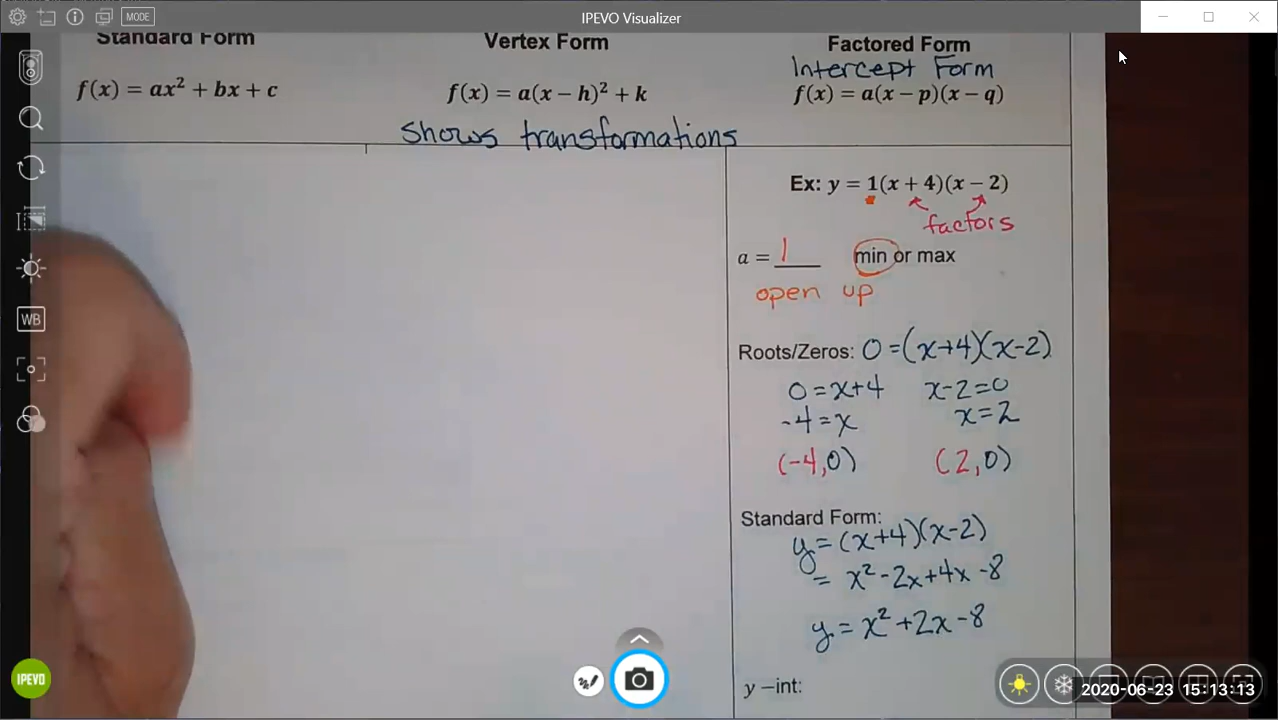 MODE
IPEVO Visualizer
Standard Form
Vertex Form
Factored Form
Intercept Form
f(x) = ax² + bx + c
f(x) = a(x − h)² + k
f(x) = a(x − p)(x − q)
Shows transformations
Ex: y = 1(x + 4)(x − 2)
factors
a = 1 min or max
open up
Roots/Zeros: 0 = (x+4)(x-2)
0 = x+4 x-2=0
-4 = x x=2
(-4,0) (2,0)
Standard Form:
y = (x+4)(x-2)
= x² - 2x + 4x - 8
y = x² + 2x - 8
y −int:
WB
IPEVO
2020-06-23 15:13:13